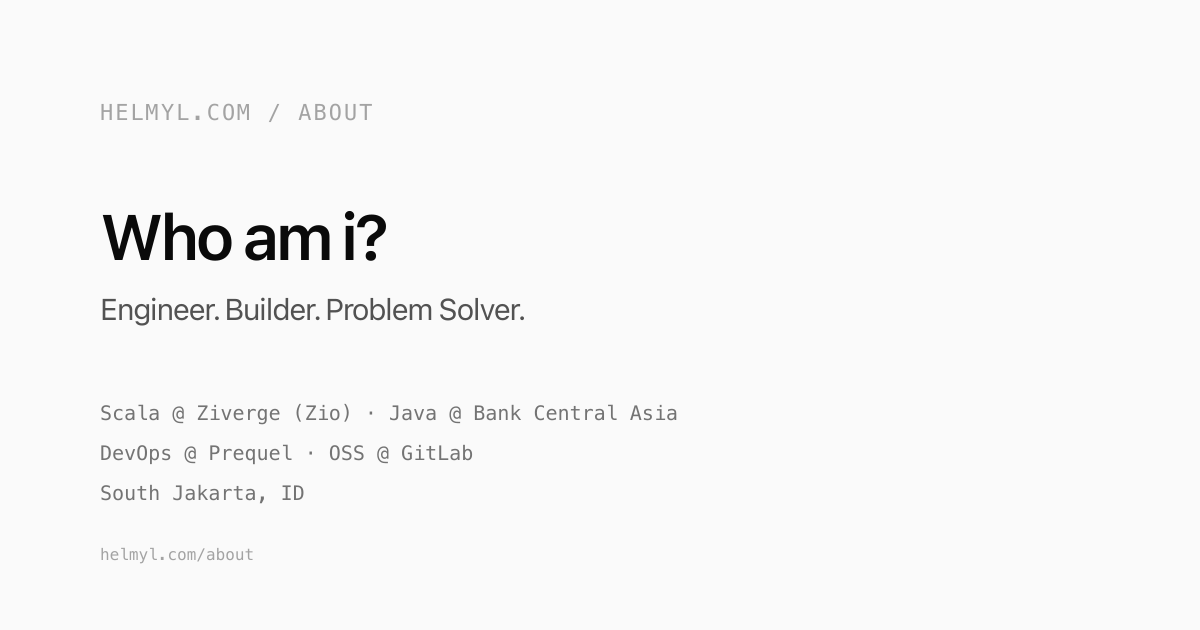 HELMYL.COM / ABOUT
Who am i?
Engineer. Builder. Problem Solver.
Scala @ Ziverge (Zio) · Java @ Bank Central Asia
DevOps @ Prequel · OSS @ GitLab
South Jakarta, ID
helmyl.com/about